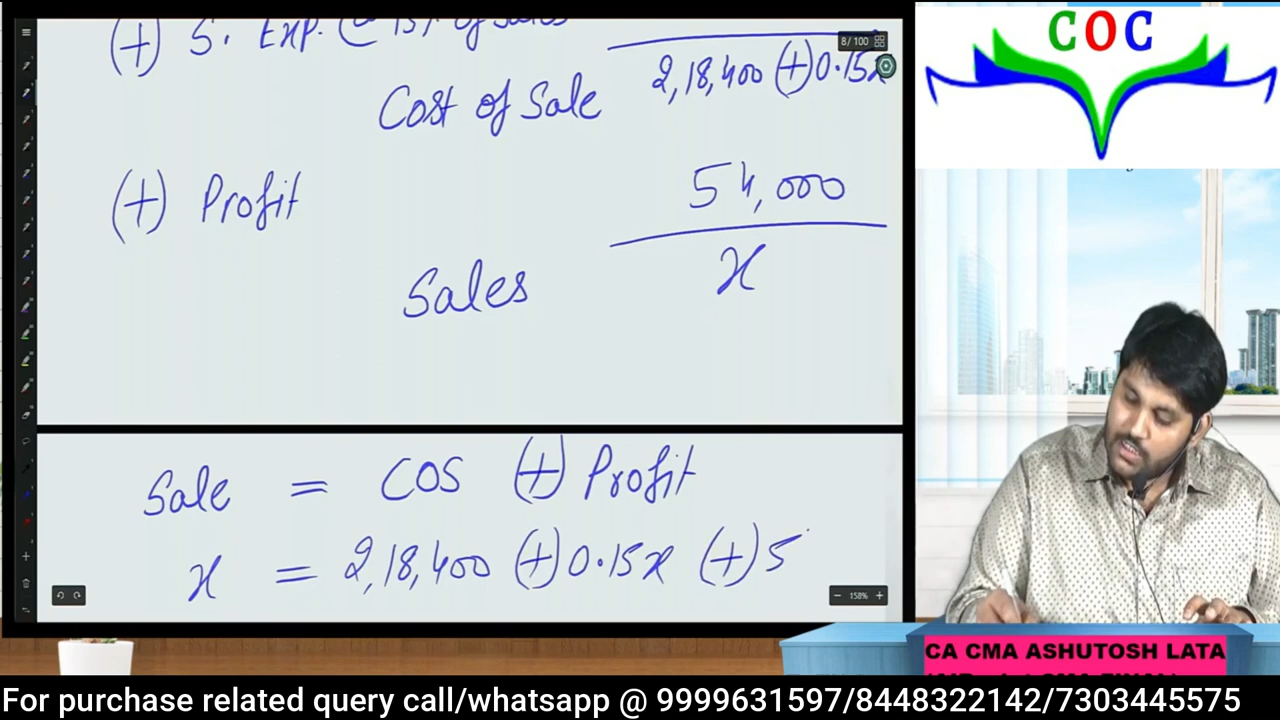 (+) S. Exp. @ 15% of Sales
8 / 100
Cost of Sale 2,18,400 (+) 0.15x
(+) Profit 54,000
Sales x
Sale = COS (+) Profit
x = 2,18,400 (+) 0.15x (+) 5
158%
COC
CA CMA ASHUTOSH LATA
For purchase related query call/whatsapp @ 9999631597/8448322142/7303445575